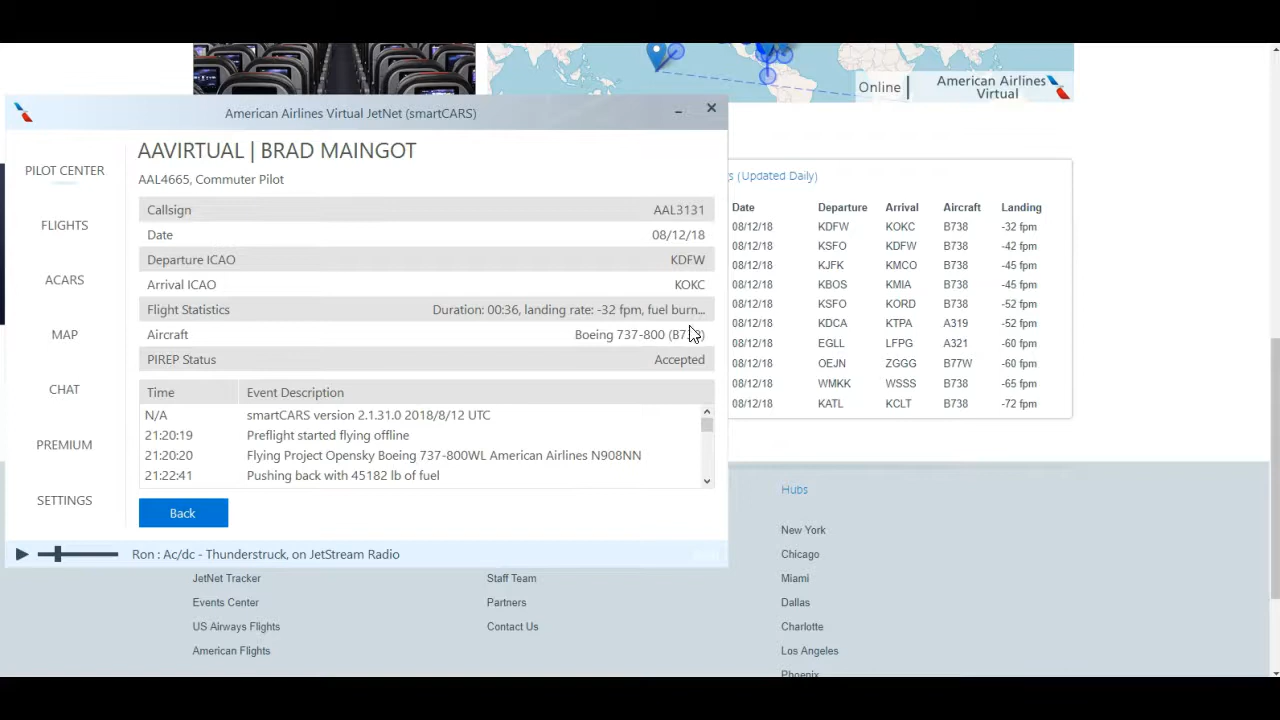 Online
American Airlines
Virtual
American Airlines Virtual JetNet (smartCARS)
AAVIRTUAL | BRAD MAINGOT
AAL4665, Commuter Pilot
PILOT CENTER
FLIGHTS
ACARS
MAP
CHAT
PREMIUM
SETTINGS
Callsign AAL3131
Date 08/12/18
Departure ICAO KDFW
Arrival ICAO KOKC
Flight Statistics Duration: 00:36, landing rate: -32 fpm, fuel burn...
Aircraft Boeing 737-800
PIREP Status Accepted
Time Event Description
N/A smartCARS version 2.1.31.0 2018/8/12 UTC
21:20:19 Preflight started flying offline
21:20:20 Flying Project Opensky Boeing 737-800WL American Airlines N908NN
21:22:41 Pushing back with 45182 lb of fuel
Back
Ron : Ac/dc - Thunderstruck, on JetStream Radio
(Updated Daily)
Date Departure Arrival Aircraft Landing
08/12/18 KDFW KOKC B738 -32 fpm
08/12/18 KSFO KDFW B738 -42 fpm
08/12/18 KJFK KMCO B738 -45 fpm
08/12/18 KBOS KMIA B738 -45 fpm
08/12/18 KSFO KORD B738 -52 fpm
08/12/18 KDCA KTPA A319 -52 fpm
08/12/18 EGLL LFPG A321 -60 fpm
08/12/18 OEJN ZGGG B77W -60 fpm
08/12/18 WMKK WSSS B738 -65 fpm
08/12/18 KATL KCLT B738 -72 fpm
JetNet Tracker
Events Center
US Airways Flights
American Flights
Staff Team
Partners
Contact Us
Hubs
New York
Chicago
Miami
Dallas
Charlotte
Los Angeles
Phoenix